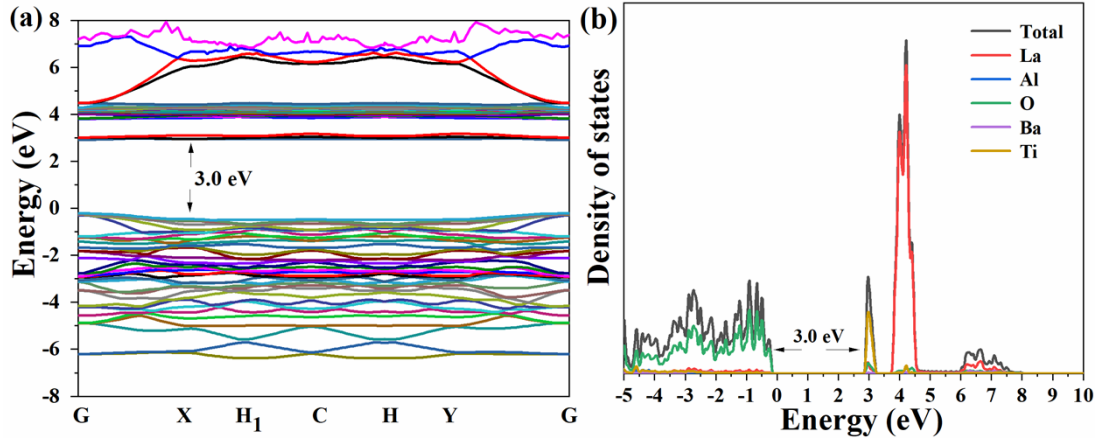 (a)
Energy (eV)
8
6
4
2
0
-2
-4
-6
-8
3.0 eV
G X H1 C H Y G
(b)
Density of states
Total
La
Al
O
Ba
Ti
3.0 eV
-5 -4 -3 -2 -1 0 1 2 3 4 5 6 7 8 9 10
Energy (eV)